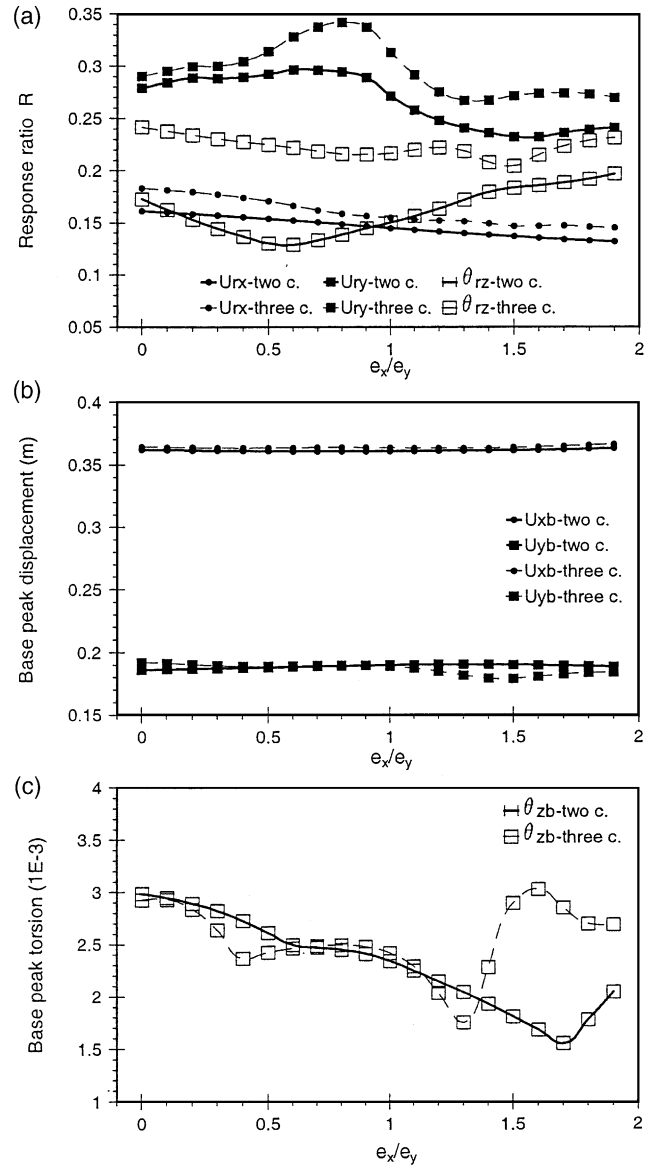 (a)
0.35
0.3
0.25
0.2
0.15
0.1
0.05
Response ratio R
Urx-two c. Ury-two c. θrz-two c.
Urx-three c. Ury-three c. θrz-three c.
0 0.5 1 1.5 2
ex/ey
(b)
0.4
0.35
0.3
0.25
0.2
0.15
Base peak displacement (m)
Uxb-two c.
Uyb-two c.
Uxb-three c.
Uyb-three c.
0 0.5 1 1.5 2
ex/ey
(c)
4
3.5
3
2.5
2
1.5
1
Base peak torsion (1E-3)
θzb-two c.
θzb-three c.
0 0.5 1 1.5 2
ex/ey